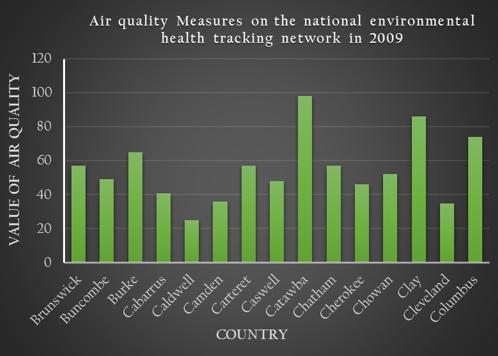 Air quality Measures on the national environmental
health tracking network in 2009
VALUE OF AIR QUALITY
120
100
80
60
40
20
0
Brunswick
Buncombe
Burke
Cabarrus
Caldwell
Camden
Carteret
Caswell
Catawba
Chatham
Cherokee
Chowan
Clay
Cleveland
Columbus
COUNTRY